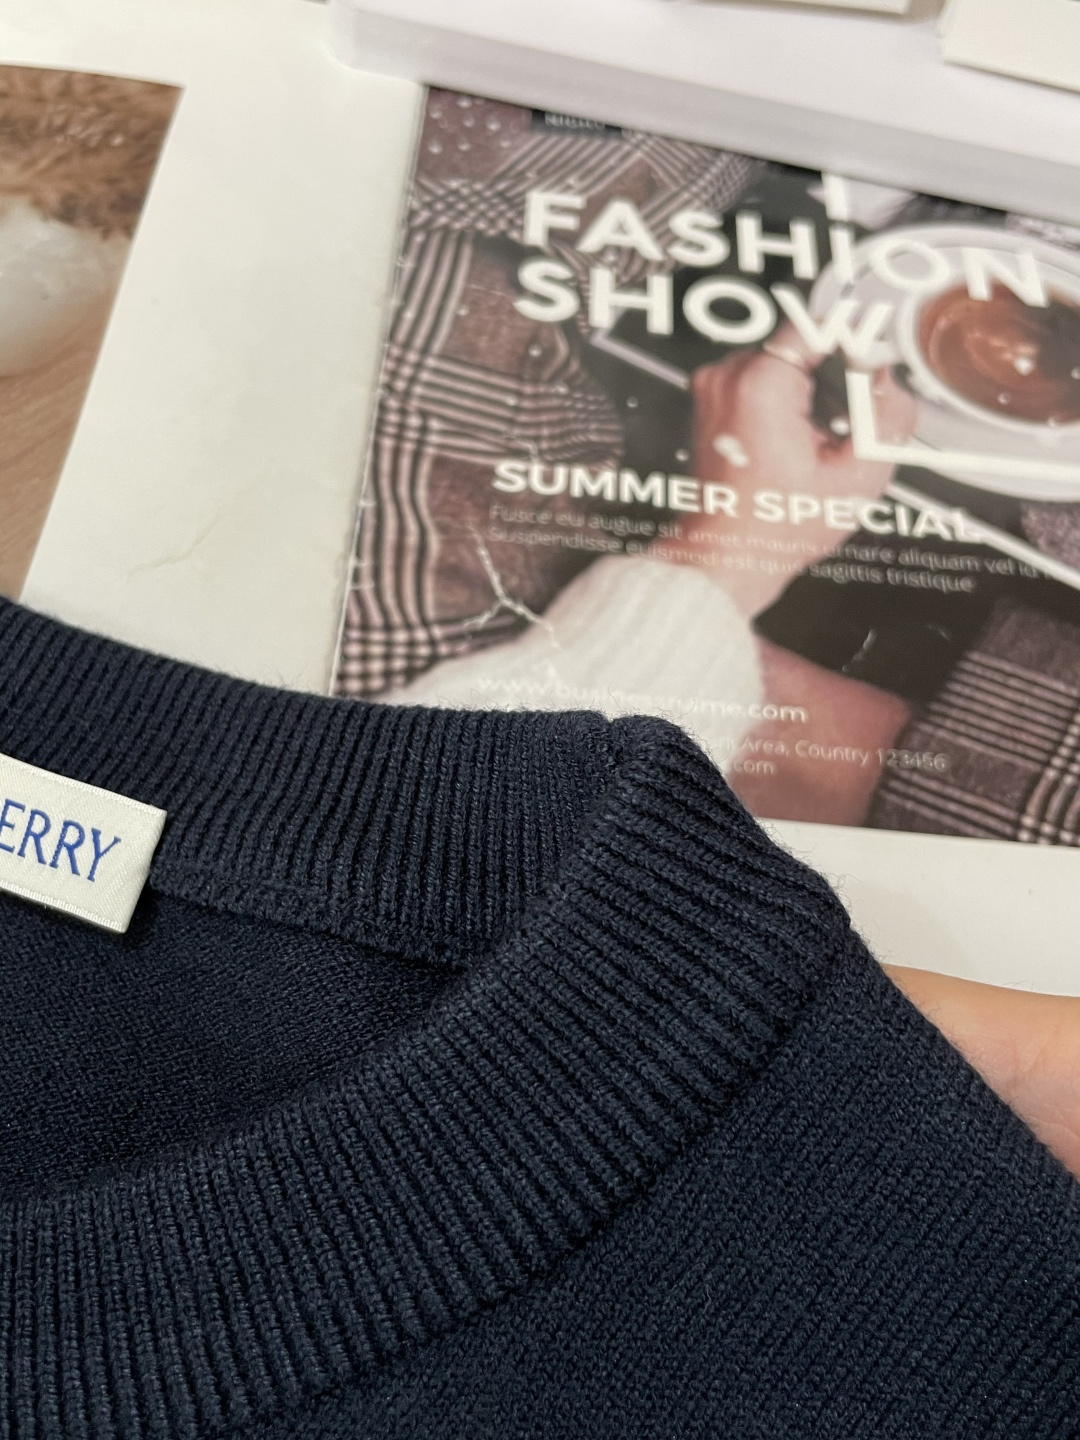 FASHION
SHOW
SUMMER SPECIAL
Fusce eu augue sit amet mauris ornare aliquam vel id
Suspendisse euismod est quis sagittis tristique
.com
Area, Country 123456
.com
ERRY